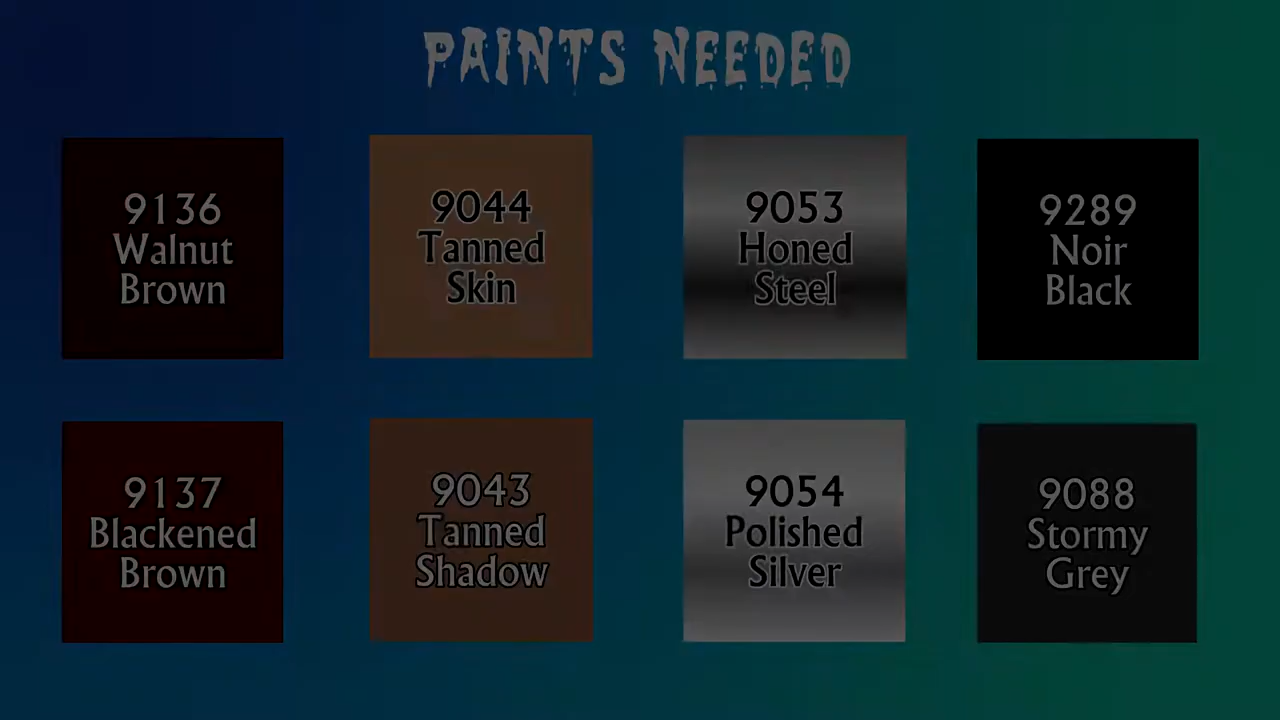 PAINTS NEEDED
9136
Walnut
Brown
9044
Tanned
Skin
9053
Honed
Steel
9289
Noir
Black
9137
Blackened
Brown
9043
Tanned
Shadow
9054
Polished
Silver
9088
Stormy
Grey